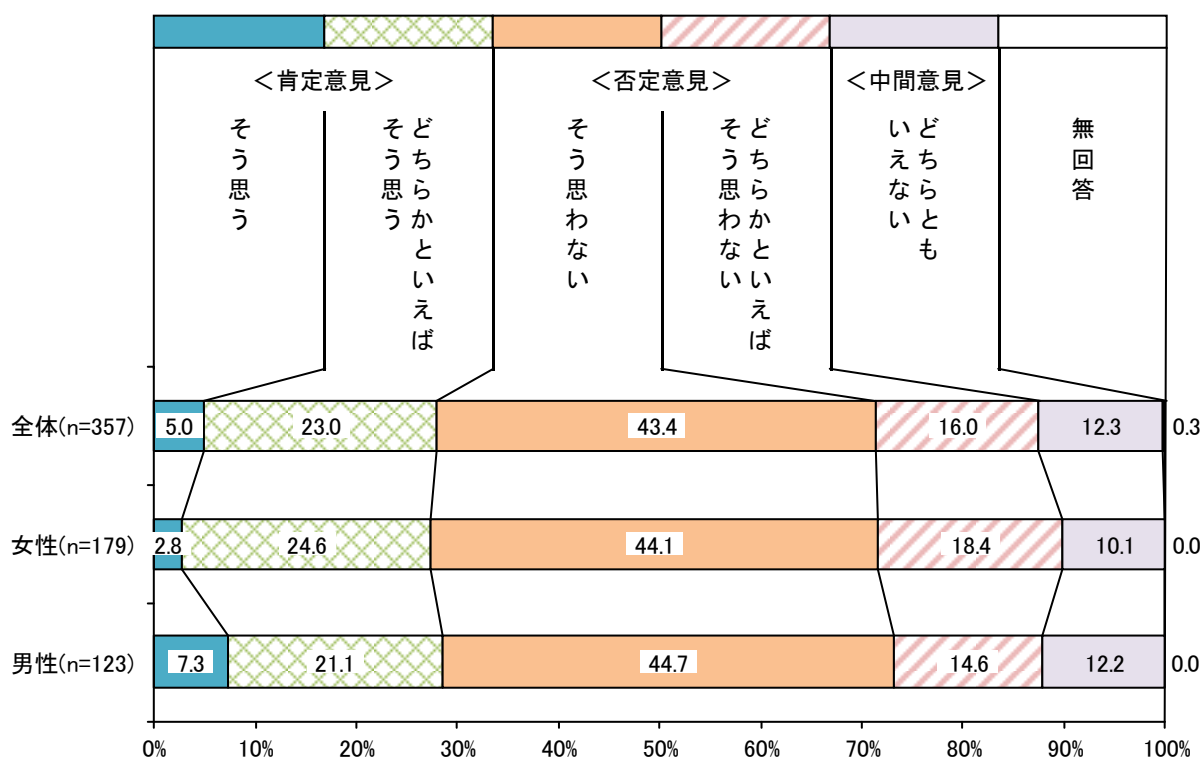 ＜肯定意見＞
＜否定意見＞
＜中間意見＞
そう思う
どちらかといえば
そう思う
そう思わない
どちらかといえば
そう思わない
どちらとも
いえない
無回答
全体(n=357) 5.0 23.0 43.4 16.0 12.3 0.3
女性(n=179) 2.8 24.6 44.1 18.4 10.1 0.0
男性(n=123) 7.3 21.1 44.7 14.6 12.2 0.0
0% 10% 20% 30% 40% 50% 60% 70% 80% 90% 100%